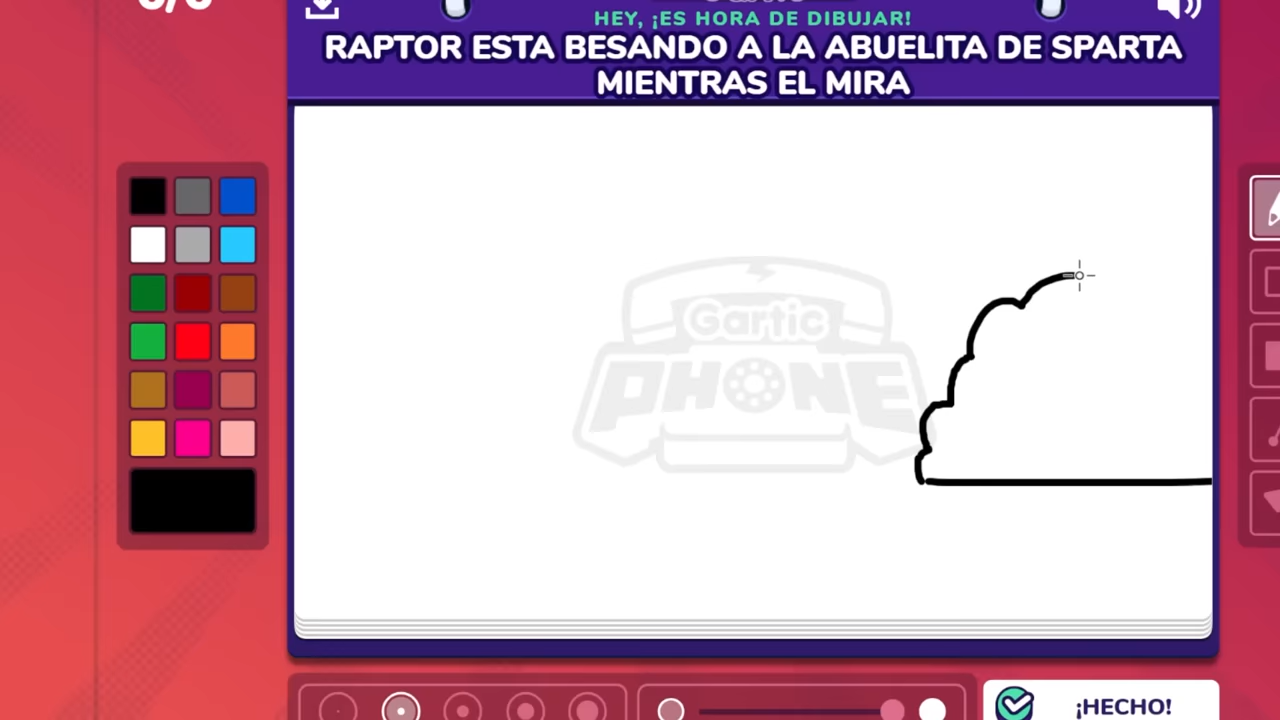 HEY, ¡ES HORA DE DIBUJAR!
RAPTOR ESTA BESANDO A LA ABUELITA DE SPARTA
MIENTRAS EL MIRA
Gartic
PHONE
¡HECHO!